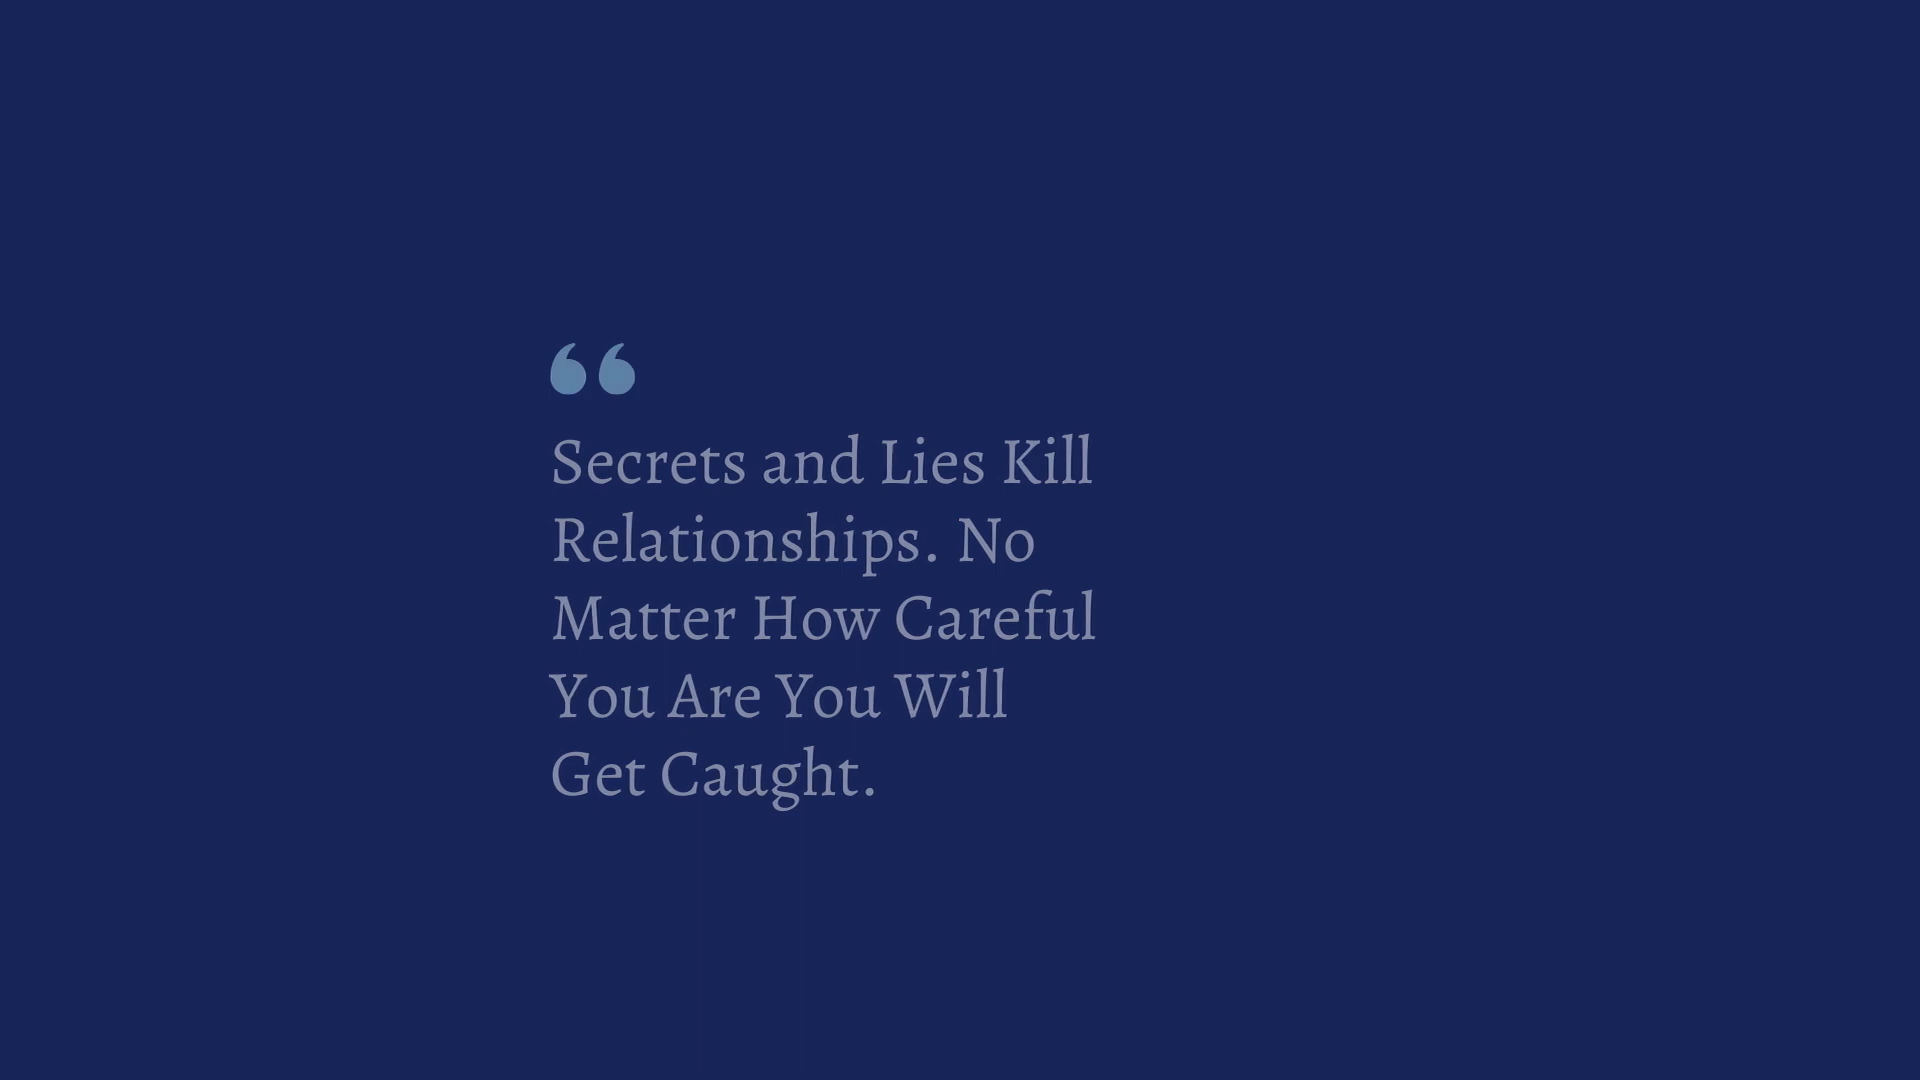 “
Secrets and Lies Kill
Relationships. No
Matter How Careful
You Are You Will
Get Caught.